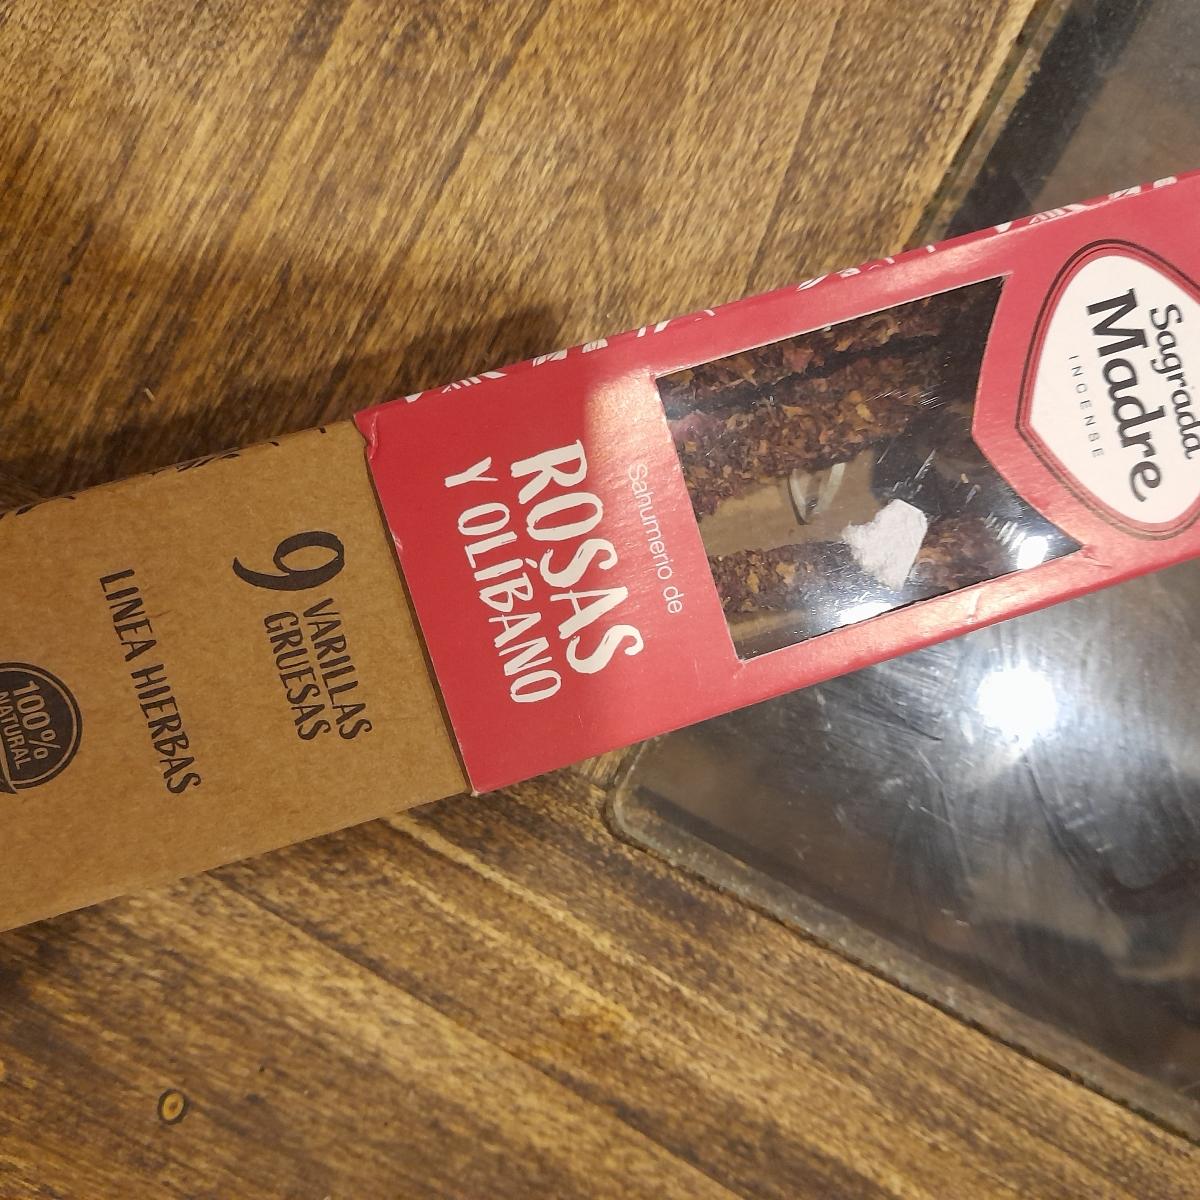 Sagrada
Madre
INCENSE
Sahumerio de
ROSAS
Y OLÍBANO
9 VARILLAS
GRUESAS
LINEA HIERBAS
100%
NATURAL